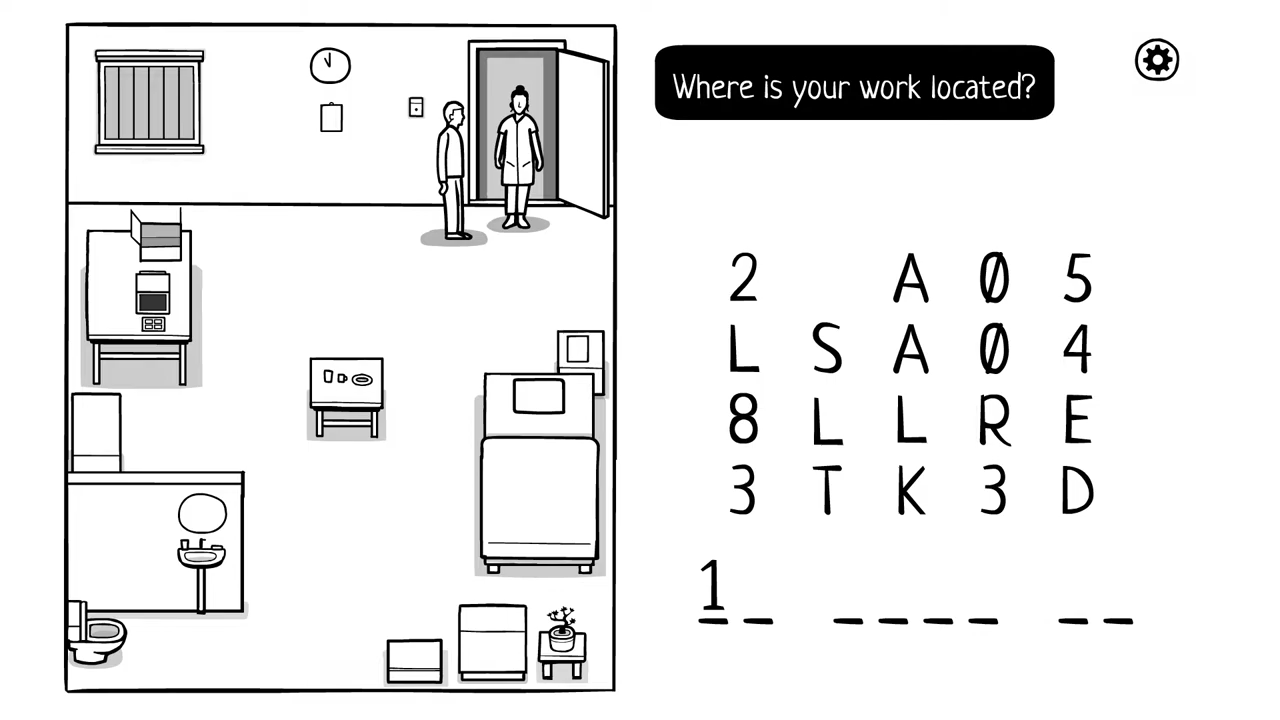 Where is your work located?
2 A 0 5
L S A 0 4
8 L L R E
3 T K 3 D
1_ ____ __